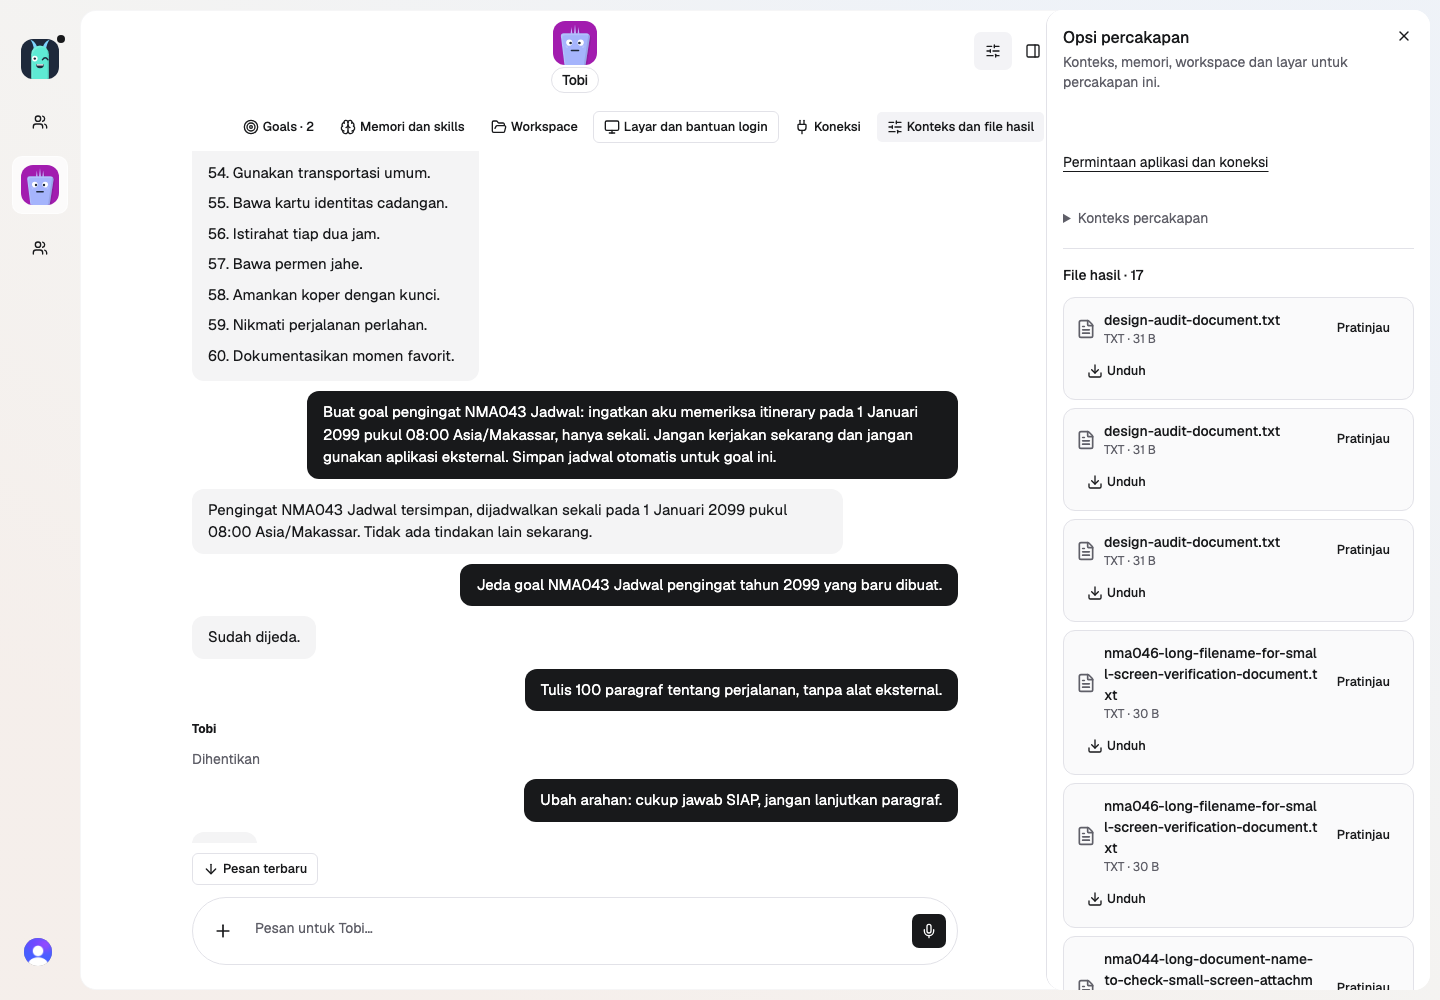 Tobi
Goals · 2
Memori dan skills
Workspace
Layar dan bantuan login
Koneksi
Konteks dan file hasil
54. Gunakan transportasi umum.
55. Bawa kartu identitas cadangan.
56. Istirahat tiap dua jam.
57. Bawa permen jahe.
58. Amankan koper dengan kunci.
59. Nikmati perjalanan perlahan.
60. Dokumentasikan momen favorit.
Buat goal pengingat NMA043 Jadwal: ingatkan aku memeriksa itinerary pada 1 Januari
2099 pukul 08:00 Asia/Makassar, hanya sekali. Jangan kerjakan sekarang dan jangan
gunakan aplikasi eksternal. Simpan jadwal otomatis untuk goal ini.
Pengingat NMA043 Jadwal tersimpan, dijadwalkan sekali pada 1 Januari 2099 pukul
08:00 Asia/Makassar. Tidak ada tindakan lain sekarang.
Jeda goal NMA043 Jadwal pengingat tahun 2099 yang baru dibuat.
Sudah dijeda.
Tulis 100 paragraf tentang perjalanan, tanpa alat eksternal.
Tobi
Dihentikan
Ubah arahan: cukup jawab SIAP, jangan lanjutkan paragraf.
Pesan terbaru
Pesan untuk Tobi...
Opsi percakapan
Konteks, memori, workspace dan layar untuk
percakapan ini.
Permintaan aplikasi dan koneksi
Konteks percakapan
File hasil · 17
design-audit-document.txt
TXT · 31 B
Pratinjau
Unduh
design-audit-document.txt
TXT · 31 B
Pratinjau
Unduh
design-audit-document.txt
TXT · 31 B
Pratinjau
Unduh
nma046-long-filename-for-smal
l-screen-verification-document.t
xt
TXT · 30 B
Pratinjau
Unduh
nma046-long-filename-for-smal
l-screen-verification-document.t
xt
TXT · 30 B
Pratinjau
Unduh
nma044-long-document-name-
to-check-small-screen-attachm
Pratinjau